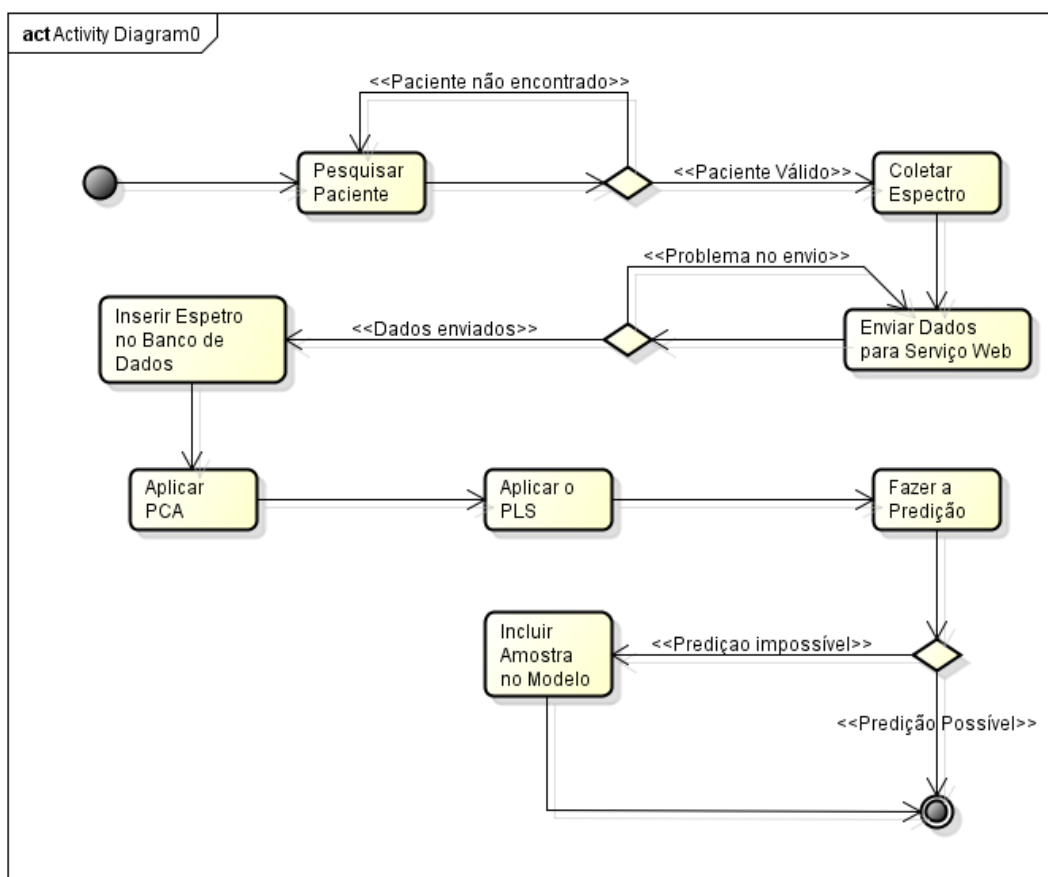 act Activity Diagram0
<<Paciente não encontrado>>
Pesquisar
Paciente
<<Paciente Válido>>
Coletar
Espectro
<<Problema no envio>>
Inserir Espetro
no Banco de
Dados
<<Dados enviados>>
Enviar Dados
para Serviço Web
Aplicar
PCA
Aplicar o
PLS
Fazer a
Predição
Incluir
Amostra
no Modelo
<<Prediçao impossível>>
<<Predição Possível>>